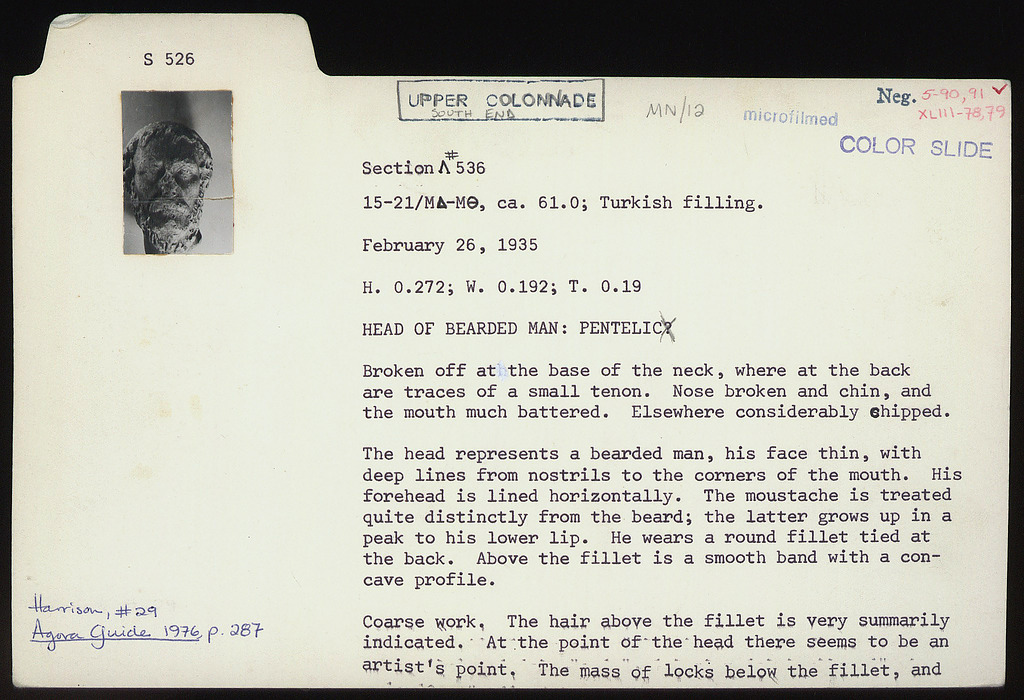 S 526
UPPER COLONNADE
SOUTH END
MN/12
microfilmed
Neg. 5-90,91 ✓
XLIII-78,79
COLOR SLIDE
Section Λ # 536
15-21/ΜΔ-ΜΘ, ca. 61.0; Turkish filling.
February 26, 1935
H. 0.272; W. 0.192; T. 0.19
HEAD OF BEARDED MAN: PENTELIC?
Broken off at the base of the neck, where at the back
are traces of a small tenon. Nose broken and chin, and
the mouth much battered. Elsewhere considerably chipped.
The head represents a bearded man, his face thin, with
deep lines from nostrils to the corners of the mouth. His
forehead is lined horizontally. The moustache is treated
quite distinctly from the beard; the latter grows up in a
peak to his lower lip. He wears a round fillet tied at
the back. Above the fillet is a smooth band with a con-
cave profile.
Coarse work. The hair above the fillet is very summarily
indicated. At the point of the head there seems to be an
artist's point. The mass of locks below the fillet, and
Harrison, #29
Agora Guide 1976, p. 287